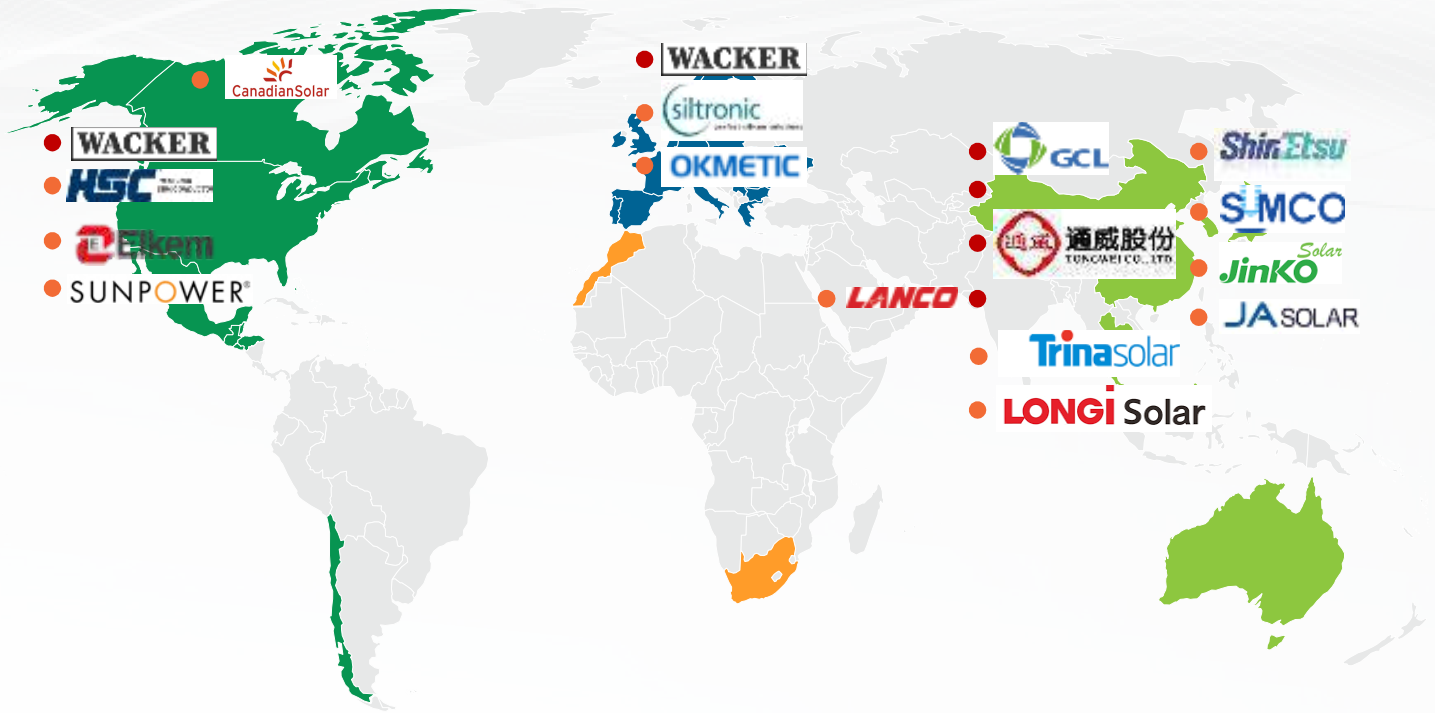 CanadianSolar
WACKER
HSC
Elkem
SUNPOWER®
WACKER
siltronic
OKMETIC
GCL
通威股份
TONGWEI CO., LTD.
LANCO
Trinasolar
LONGi Solar
ShinEtsu
SUMCO
JinKO Solar
JA SOLAR